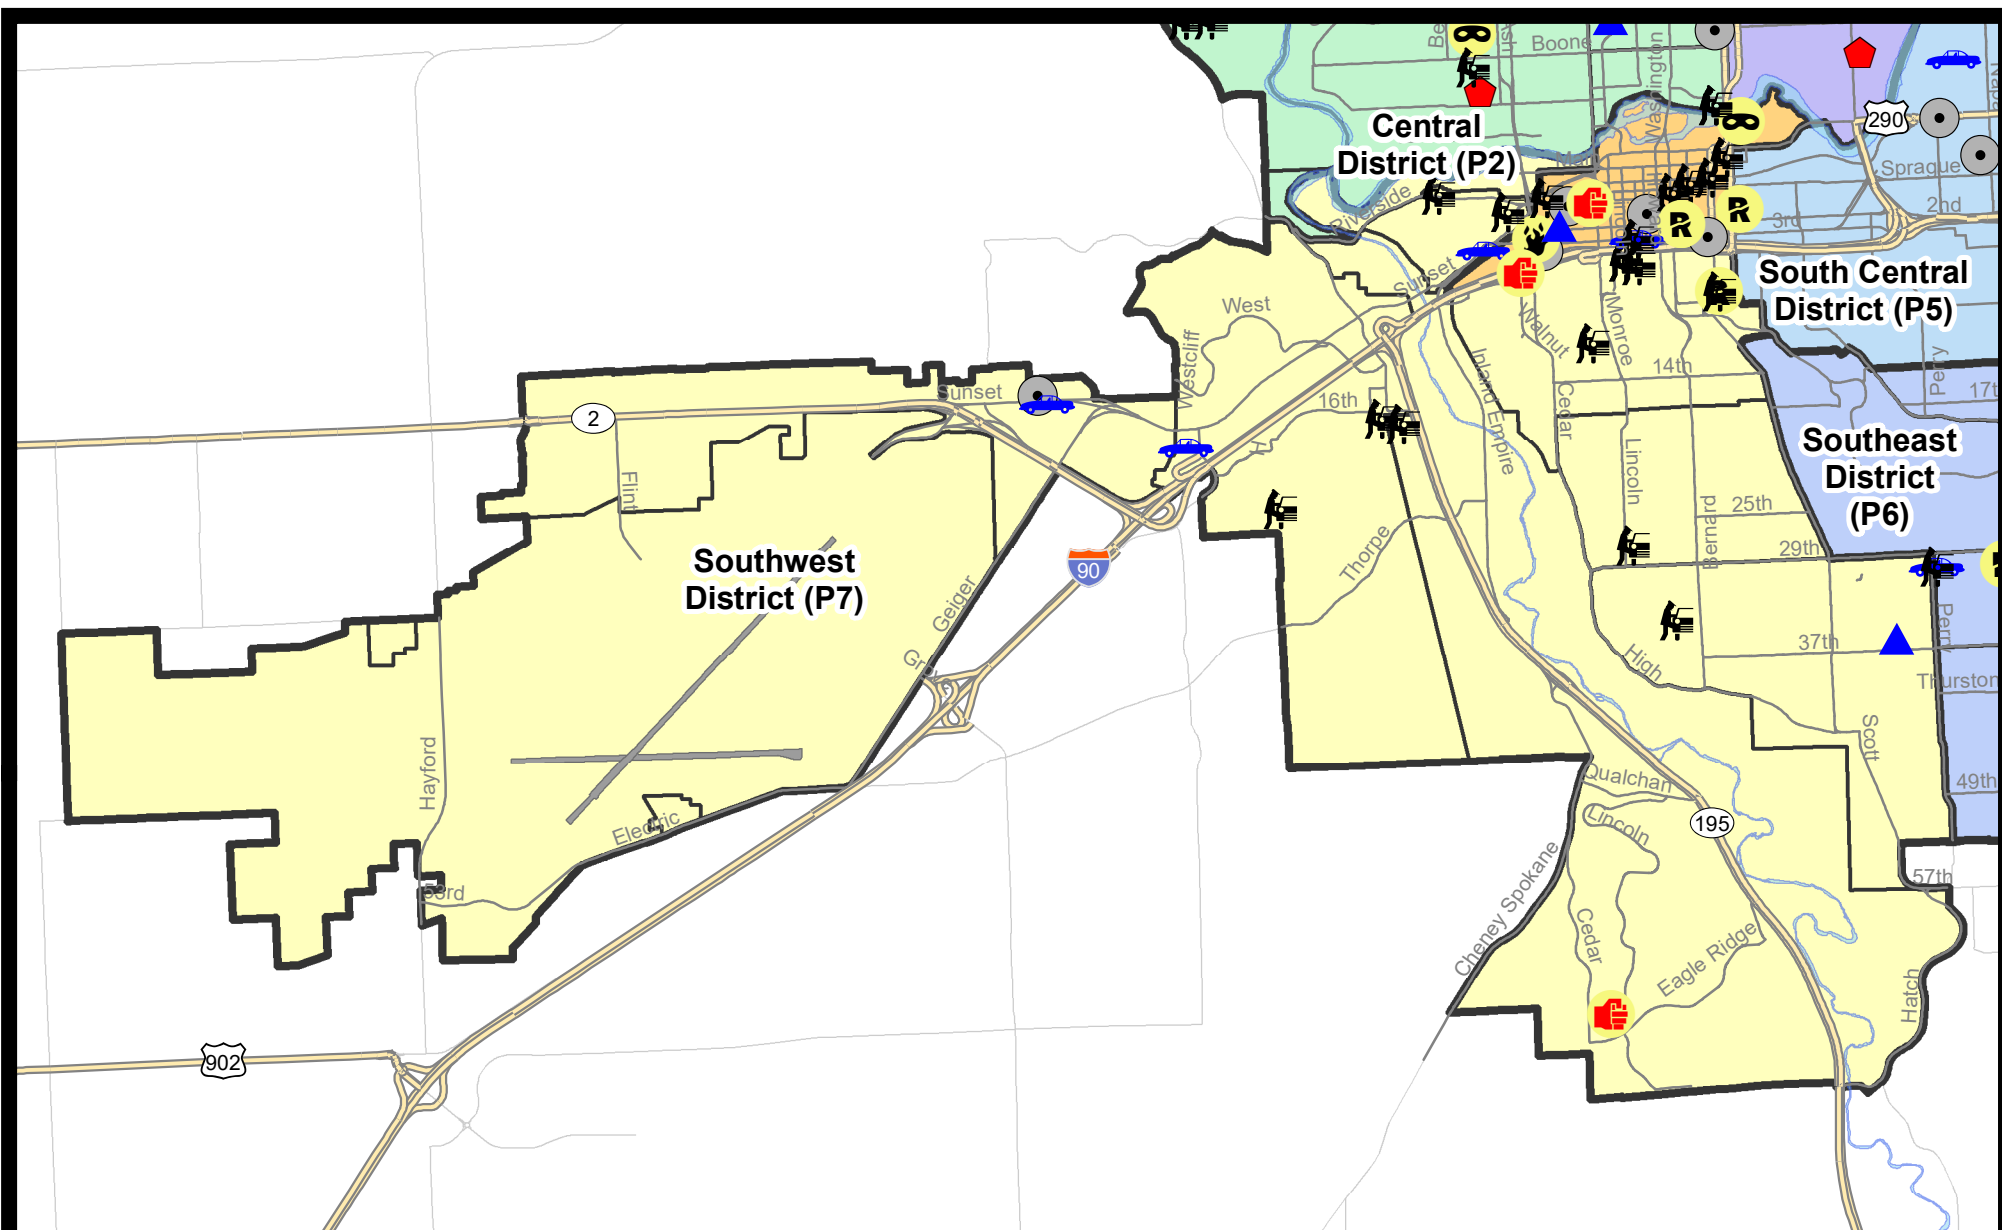 Boone
Washington
290
Central
District (P2)
Sprague
Riverside
2nd
3rd
South Central
District (P5)
Sunset
West
Westcliff
Walnut
Monroe
Inland Empire
14th
Perry
Sunset
2
16th
Cedar
Lincoln
Southeast
District
(P6)
Flint
25th
Bernard
29th
Southwest
District (P7)
90
Thorpe
Geiger
Perry
37th
High
Thurston
Hayford
Scott
Qualchan
49th
Electric
Lincoln
195
53rd
57th
Cheney Spokane
Cedar
Eagle Ridge
Hatch
902